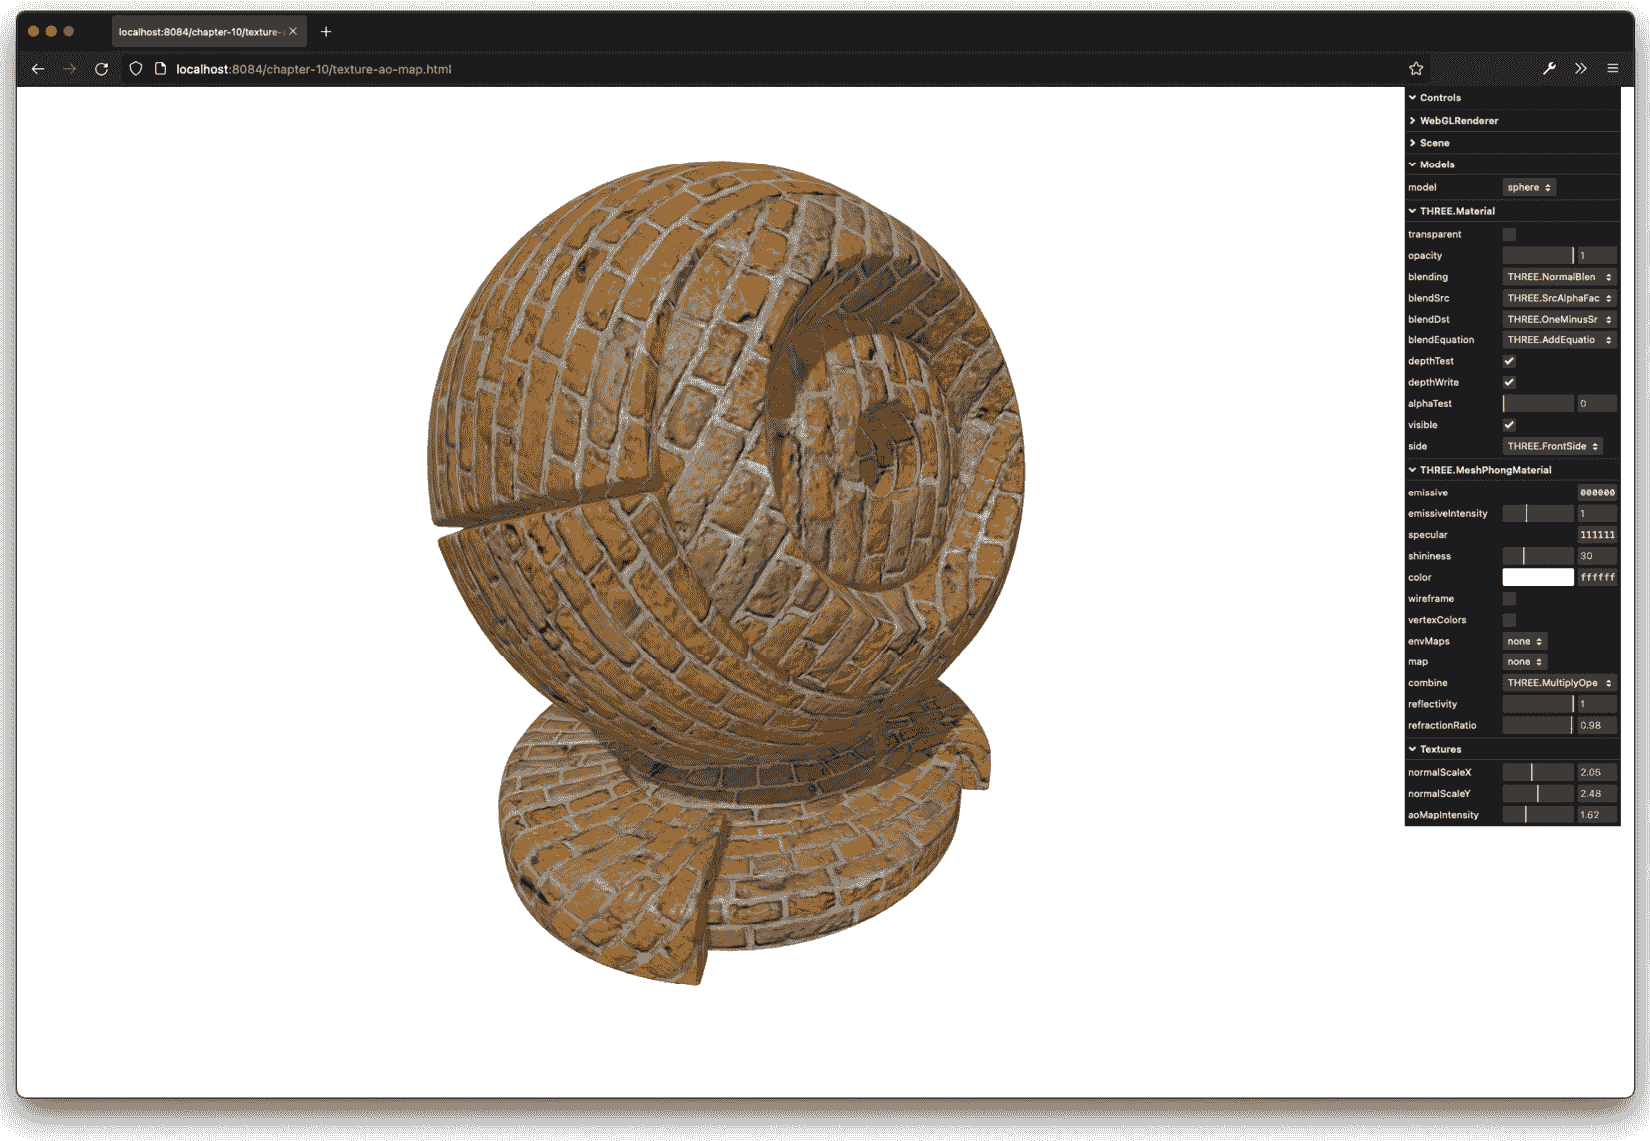 localhost:8084/chapter-10/texture-
localhost:8084/chapter-10/texture-ao-map.html
Controls
WebGLRenderer
Scene
Models
model sphere
THREE.Material
transparent
opacity 1
blending THREE.NormalBlen
blendSrc THREE.SrcAlphaFac
blendDst THREE.OneMinusSr
blendEquation THREE.AddEquatio
depthTest
depthWrite
alphaTest 0
visible
side THREE.FrontSide
THREE.MeshPhongMaterial
emissive 000000
emissiveIntensity 1
specular 111111
shininess 30
color ffffff
wireframe
vertexColors
envMaps none
map none
combine THREE.MultiplyOpe
reflectivity 1
refractionRatio 0.98
Textures
normalScaleX 2.05
normalScaleY 2.48
aoMapIntensity 1.62